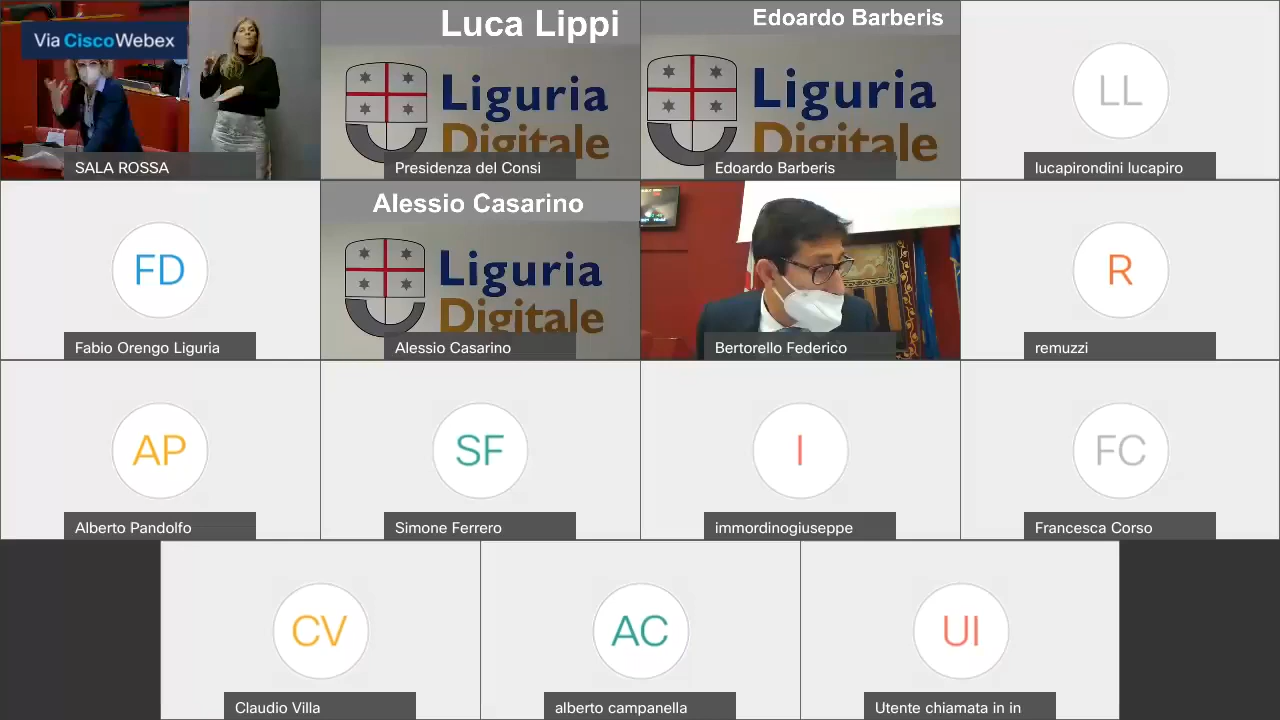 Via Cisco Webex
SALA ROSSA
Luca Lippi
Liguria
Digitale
Presidenza del Consi
Edoardo Barberis
Liguria
Digitale
Edoardo Barberis
LL
lucapirondini lucapiro
FD
Fabio Orengo Liguria
Alessio Casarino
Liguria
Digitale
Alessio Casarino
Bertorello Federico
R
remuzzi
AP
Alberto Pandolfo
SF
Simone Ferrero
I
immordinogiuseppe
FC
Francesca Corso
CV
Claudio Villa
AC
alberto campanella
UI
Utente chiamata in in